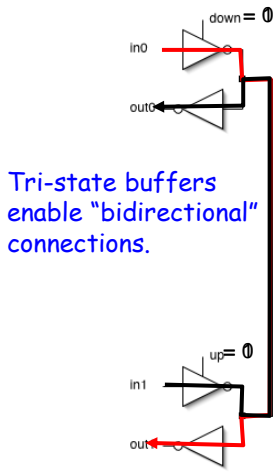 down =
in0
out0
Tri-state buffers
enable “bidirectional”
connections.
up=
in1
out